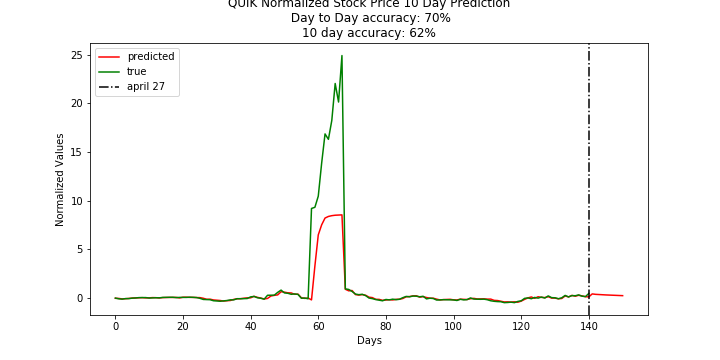 QUIK Normalized Stock Price 10 Day Prediction
Day to Day accuracy: 70%
10 day accuracy: 62%
predicted
true
april 27
Normalized Values
25
20
15
10
5
0
0 20 40 60 80 100 120 140
Days